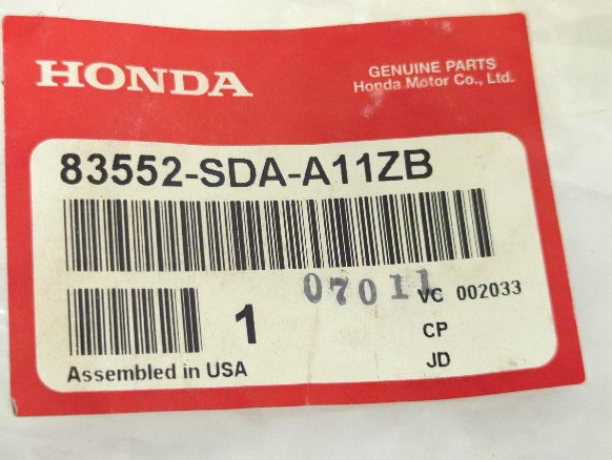 HONDA
GENUINE PARTS
Honda Motor Co., Ltd.
83552-SDA-A11ZB
07011
1
VC 002033
CP
JD
Assembled in USA